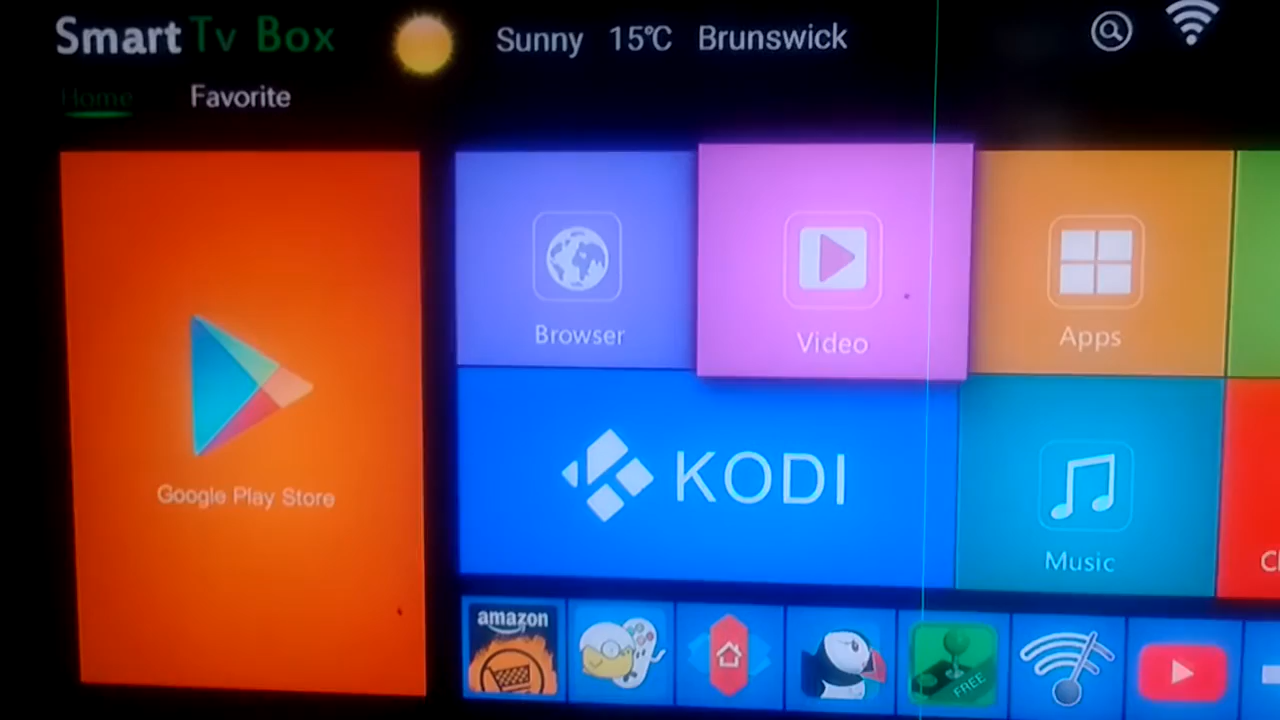 Smart Tv Box
Sunny 15℃ Brunswick
Home
Favorite
Browser
Video
Apps
Google Play Store
KODI
Music
amazon
FREE